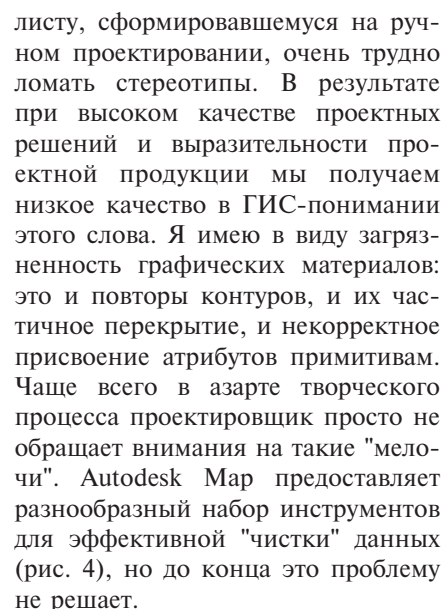 листу, сформировавшемуся на руч-
ном проектировании, очень трудно
ломать стереотипы. В результате
при высоком качестве проектных
решений и выразительности про-
ектной продукции мы получаем
низкое качество в ГИС-понимании
этого слова. Я имею в виду загряз-
ненность графических материалов:
это и повторы контуров, и их час-
тичное перекрытие, и некорректное
присвоение атрибутов примитивам.
Чаще всего в азарте творческого
процесса проектировщик просто не
обращает внимания на такие "мело-
чи". Autodesk Map предоставляет
разнообразный набор инструментов
для эффективной "чистки" данных
(рис. 4), но до конца это проблему
не решает.